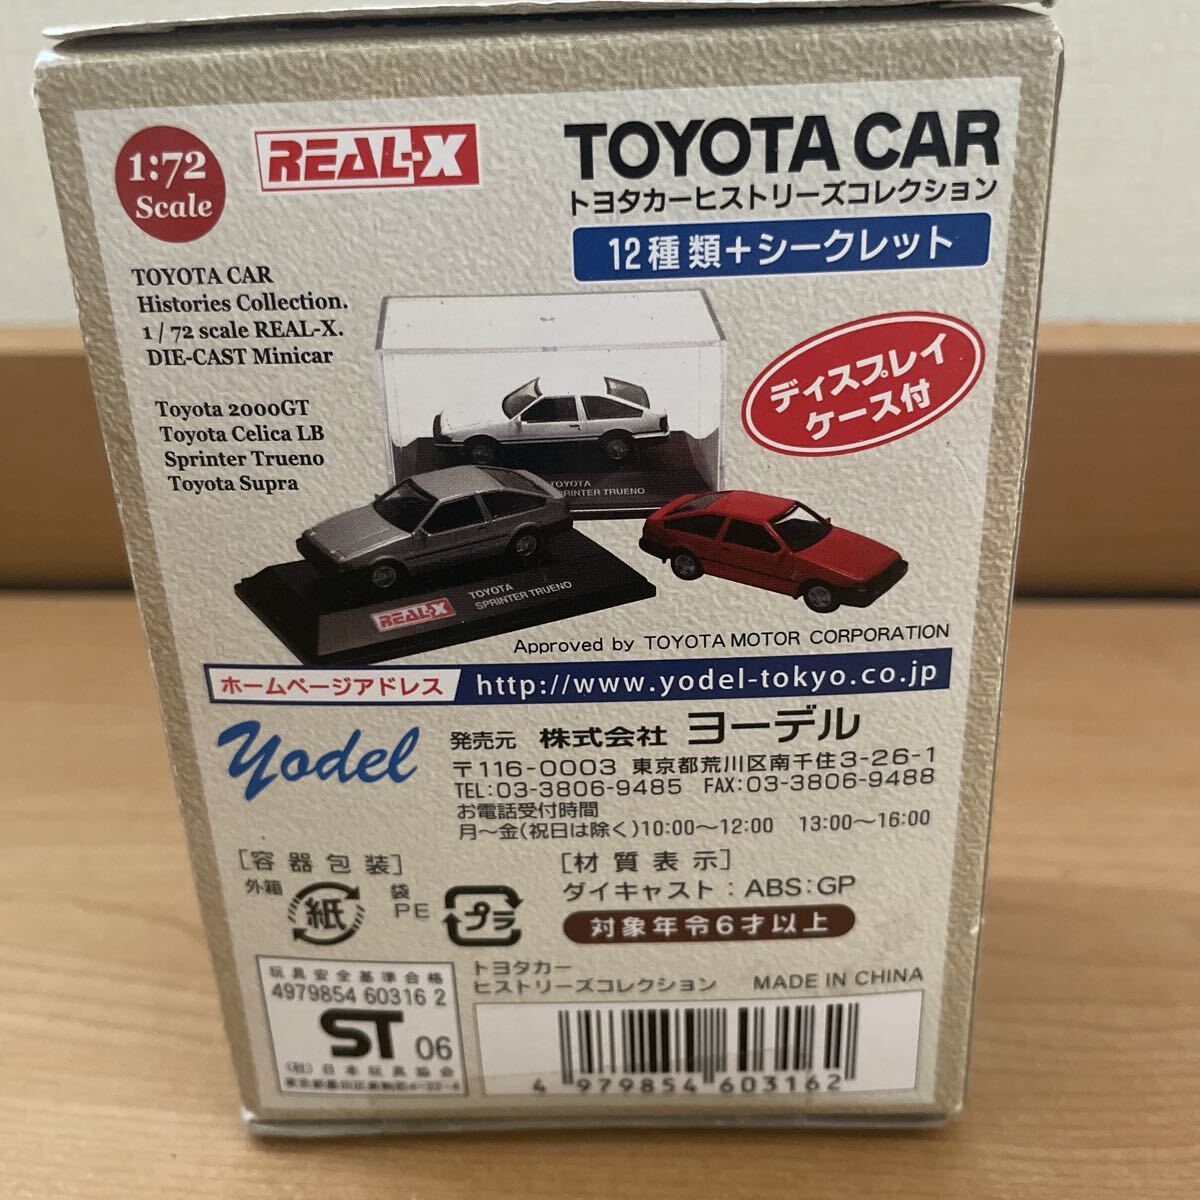 1:72
Scale
REAL-X
TOYOTA CAR
トヨタカーヒストリーズコレクション
12種類+シークレット
TOYOTA CAR
Histories Collection.
1/72 scale REAL-X.
DIE-CAST Minicar
Toyota 2000GT
Toyota Celica LB
Sprinter Trueno
Toyota Supra
ディスプレイ
ケース付
TOYOTA
SPRINTER TRUENO
REAL-X
TOYOTA
SPRINTER TRUENO
Approved by TOYOTA MOTOR CORPORATION
ホームページアドレス
http://www.yodel-tokyo.co.jp
Yodel
発売元 株式会社 ヨーデル
〒116-0003 東京都荒川区南千住3-26-1
TEL:03-3806-9485 FAX:03-3806-9488
お電話受付時間
月～金(祝日は除く)10:00～12:00 13:00～16:00
[容器包装]
外箱
紙
袋
PE
プラ
[材質表示]
ダイキャスト:ABS:GP
対象年令6才以上
玩具安全基準合格
4979854 60316 2
ST 06
(社)日本玩具協会
トヨタカー
ヒストリーズコレクション
MADE IN CHINA
4 979854 603162